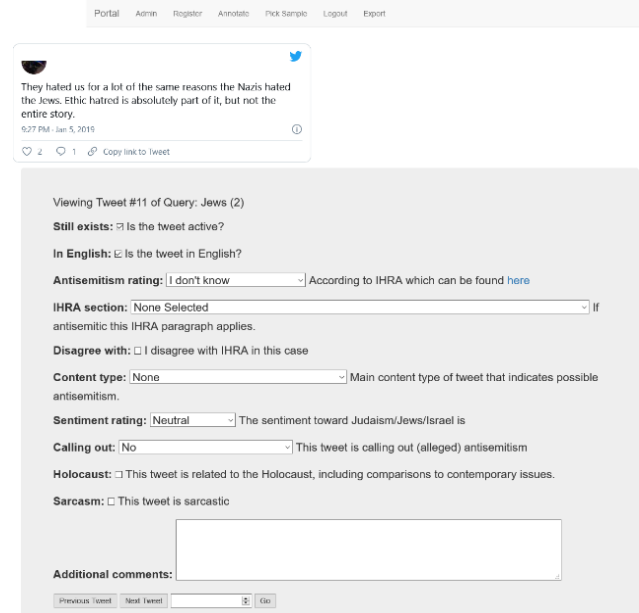 Portal Admin Register Annotate Pick Sample Logout Export
They hated us for a lot of the same reasons the Nazis hated
the Jews. Ethic hatred is absolutely part of it, but not the
entire story.
9:27 PM - Jan 5, 2019
2 1 Copy link to Tweet
Viewing Tweet #11 of Query: Jews (2)
Still exists: Is the tweet active?
In English: Is the tweet in English?
Antisemitism rating: I don't know According to IHRA which can be found here
IHRA section: None Selected If
antisemitic this IHRA paragraph applies.
Disagree with: I disagree with IHRA in this case
Content type: None Main content type of tweet that indicates possible
antisemitism.
Sentiment rating: Neutral The sentiment toward Judaism/Jews/Israel is
Calling out: No This tweet is calling out (alleged) antisemitism
Holocaust: This tweet is related to the Holocaust, including comparisons to contemporary issues.
Sarcasm: This tweet is sarcastic
Additional comments:
Previous Tweet Next Tweet Go